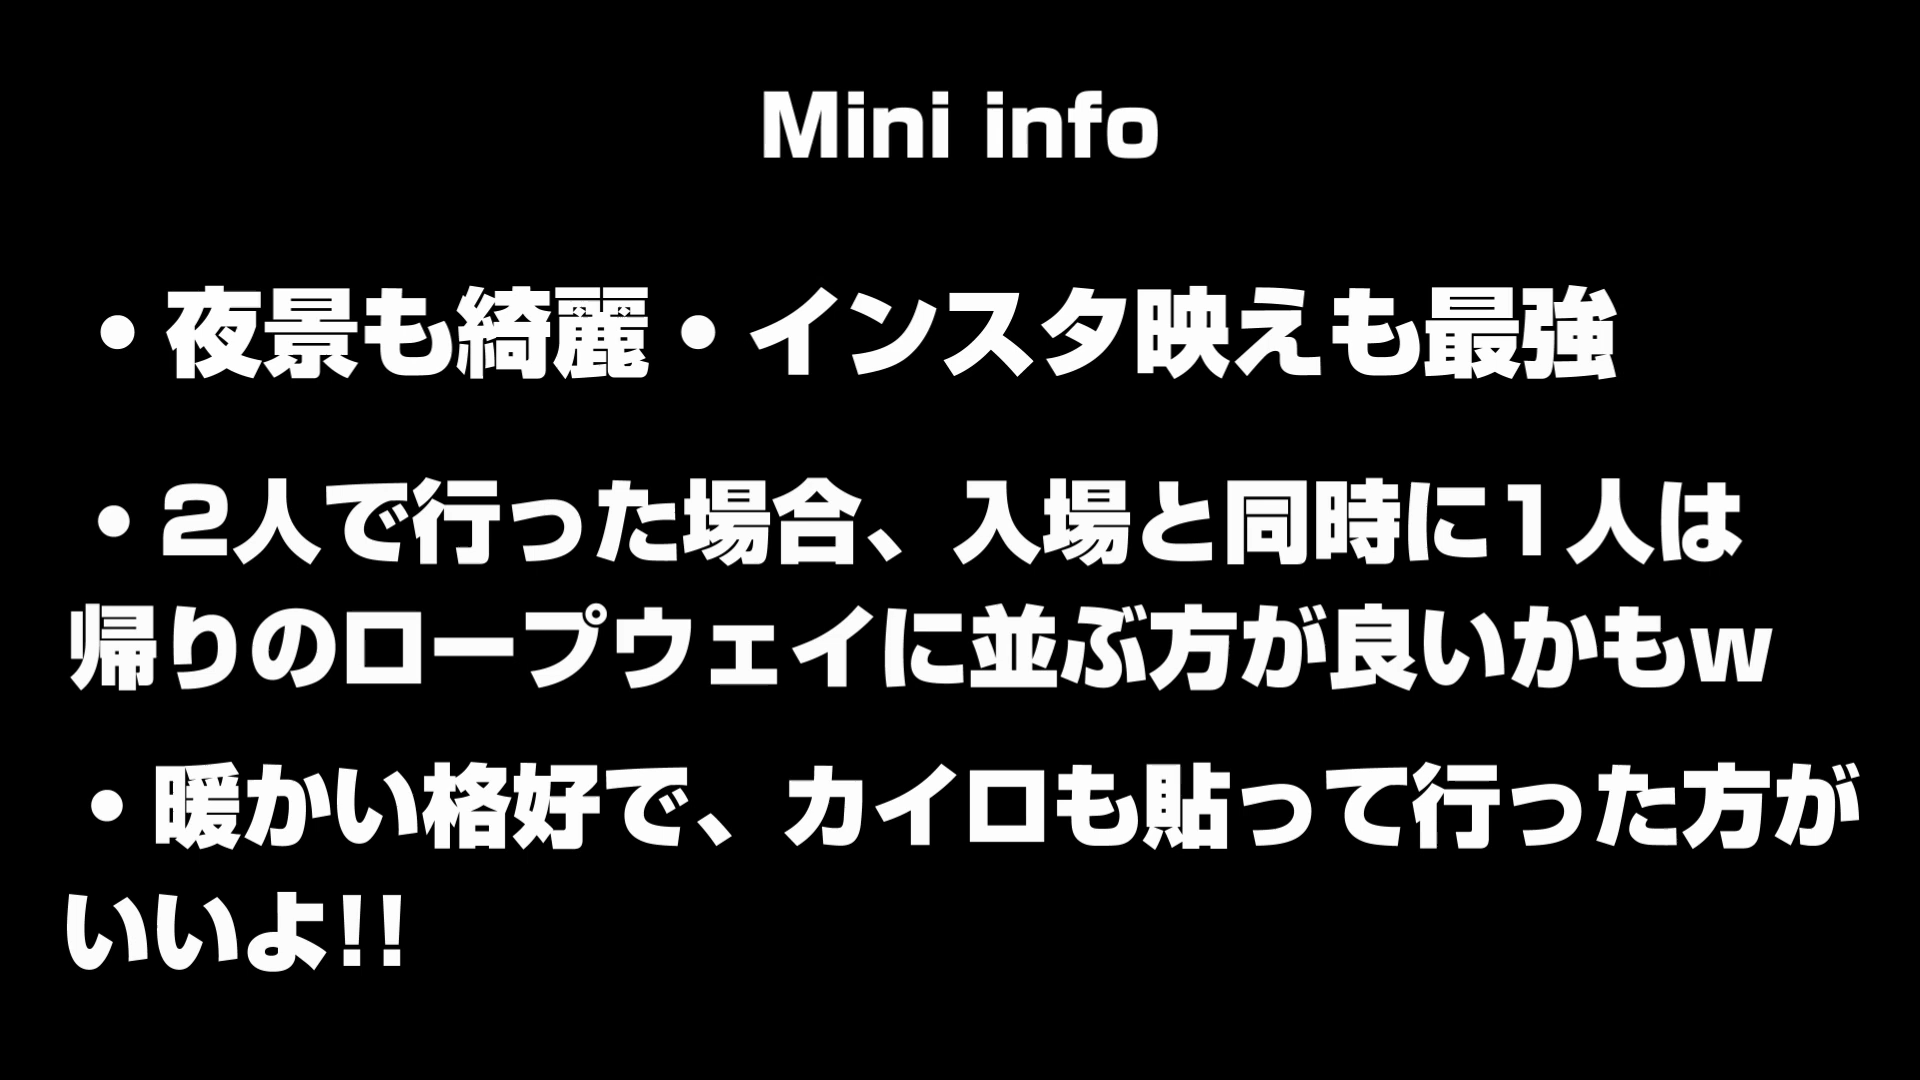 Mini info
・夜景も綺麗・インスタ映えも最強
・2人で行った場合、入場と同時に1人は
帰りのロープウェイに並ぶ方が良いかもw
・暖かい格好で、カイロも貼って行った方が
いいよ!!